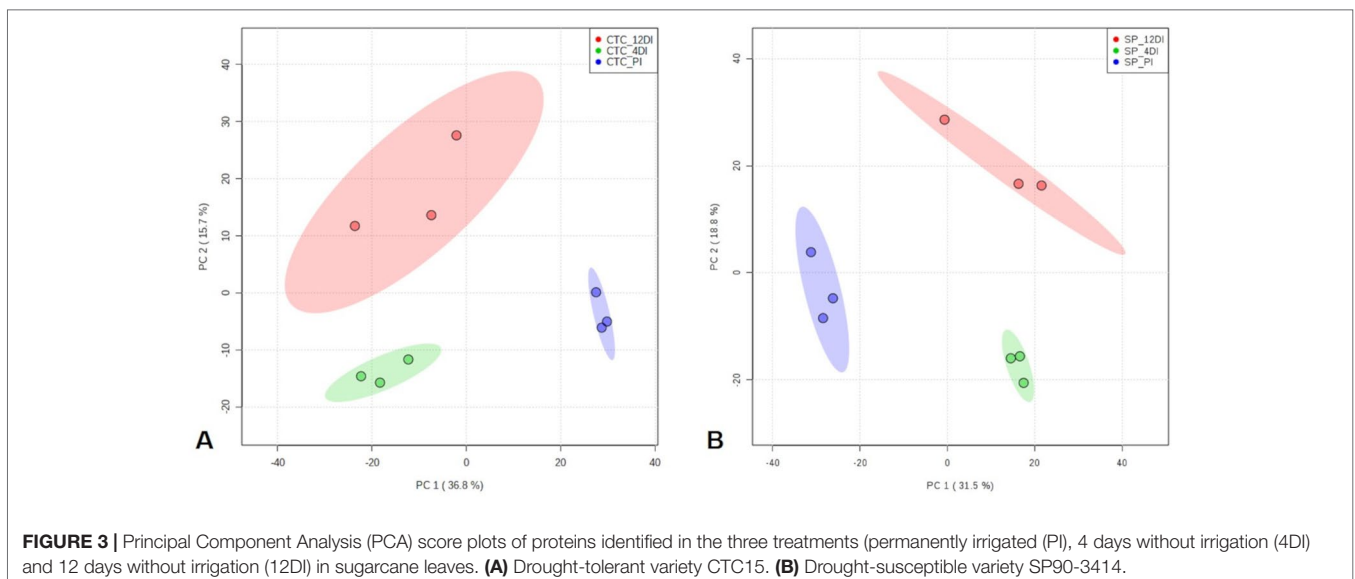 CTC_12DI
CTC_4DI
CTC_PI
40
30
20
10
0
-10
-20
PC 2 ( 15.7 %)
A
-40
-20
0
20
40
PC 1 ( 36.8 %)
SP_12DI
SP_4DI
SP_PI
40
20
0
-20
PC 2 ( 18.8 %)
B
-40
-20
0
20
40
PC 1 ( 31.5 %)
FIGURE 3 | Principal Component Analysis (PCA) score plots of proteins identified in the three treatments (permanently irrigated (PI), 4 days without irrigation (4DI)
and 12 days without irrigation (12DI) in sugarcane leaves. (A) Drought-tolerant variety CTC15. (B) Drought-susceptible variety SP90-3414.